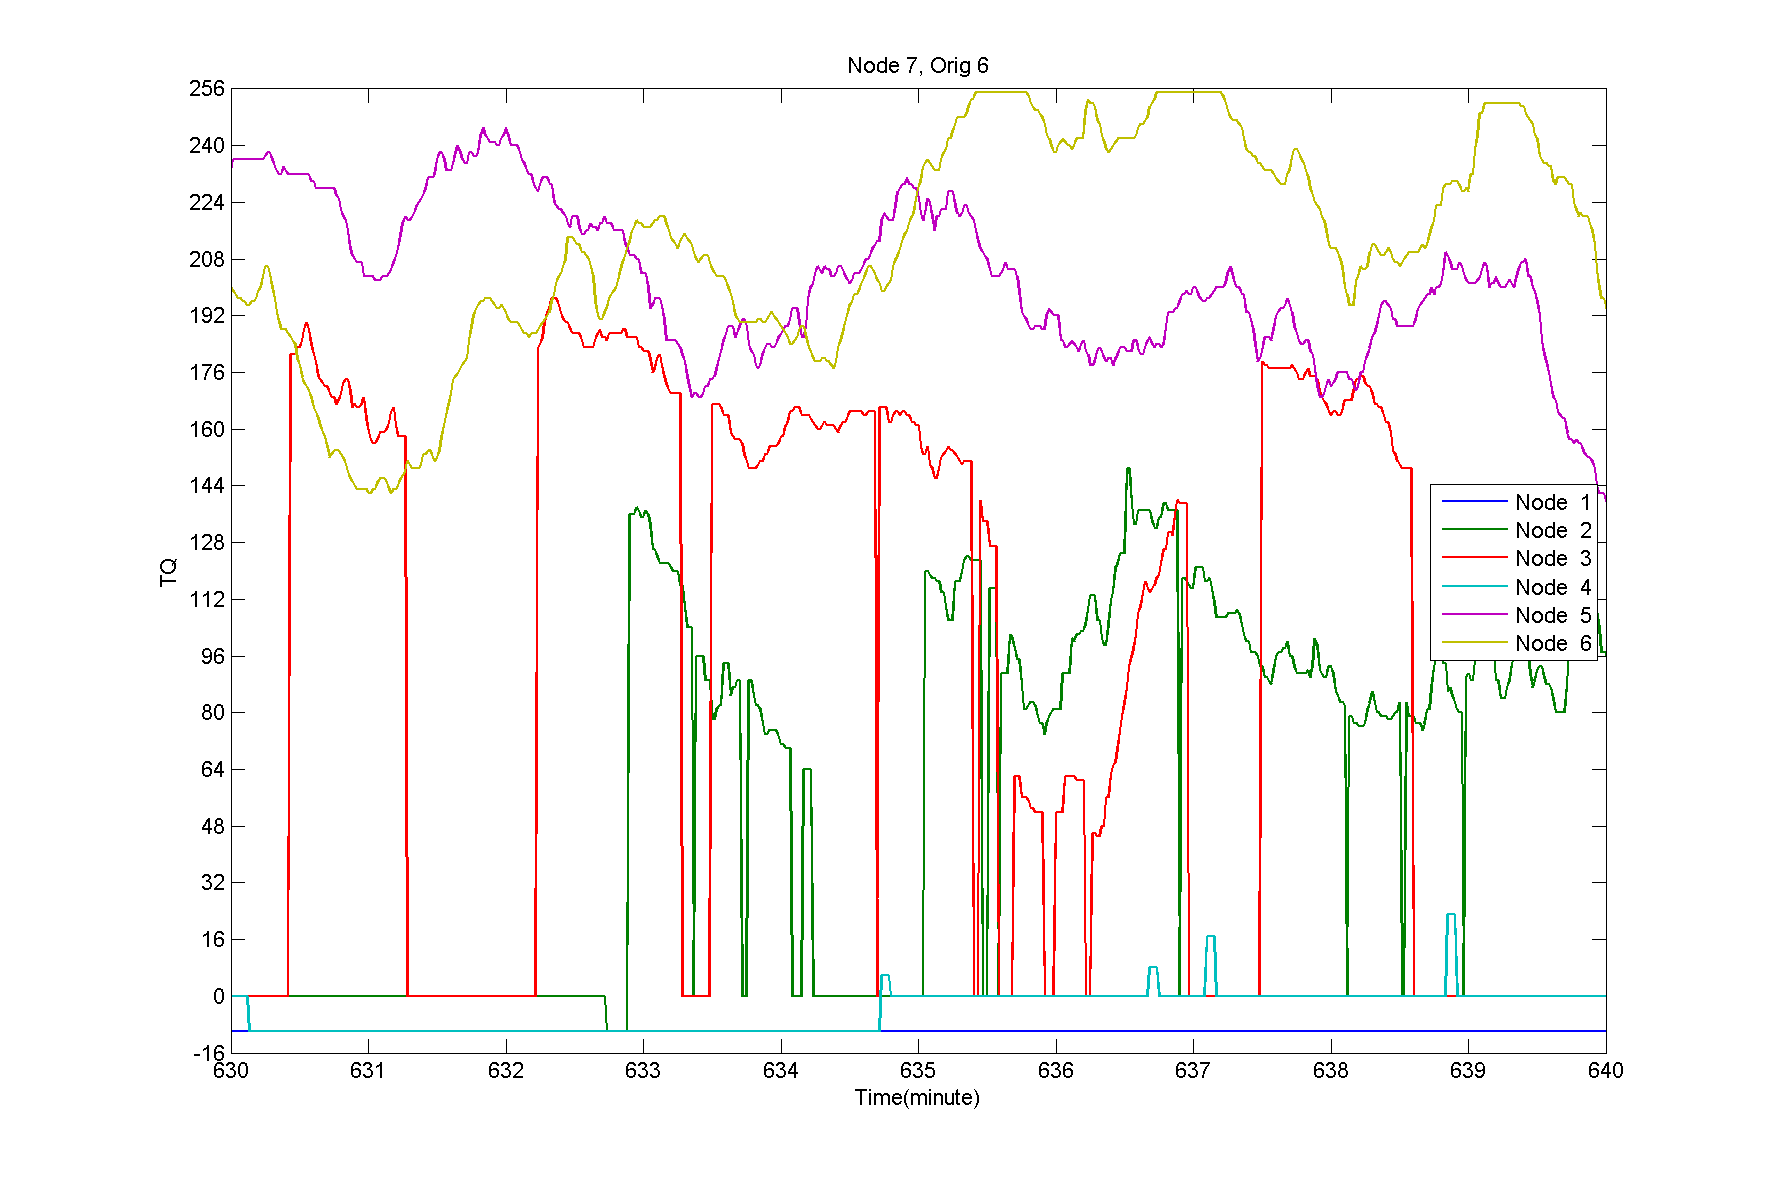 Node 7, Orig 6
256
240
224
208
192
176
160
144
128
112
96
80
64
48
32
16
0
-16
TQ
Node 1
Node 2
Node 3
Node 4
Node 5
Node 6
630 631 632 633 634 635 636 637 638 639 640
Time(minute)